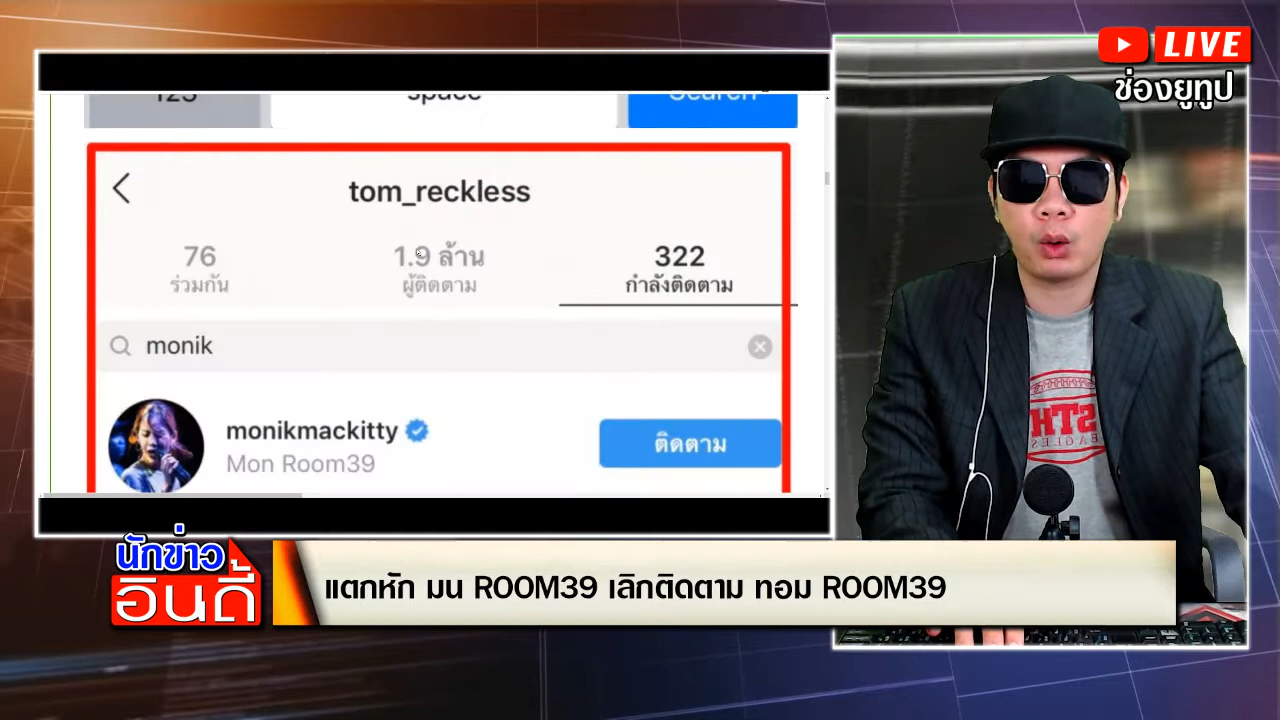 LIVE
ช่องยูทูป
123
space
Search
tom_reckless
76
ร่วมกัน
1.9 ล้าน
ผู้ติดตาม
322
กำลังติดตาม
monik
monikmackitty
Mon Room39
ติดตาม
นักข่าว
อินดี้
แตกหัก มน ROOM39 เลิกติดตาม ทอม ROOM39